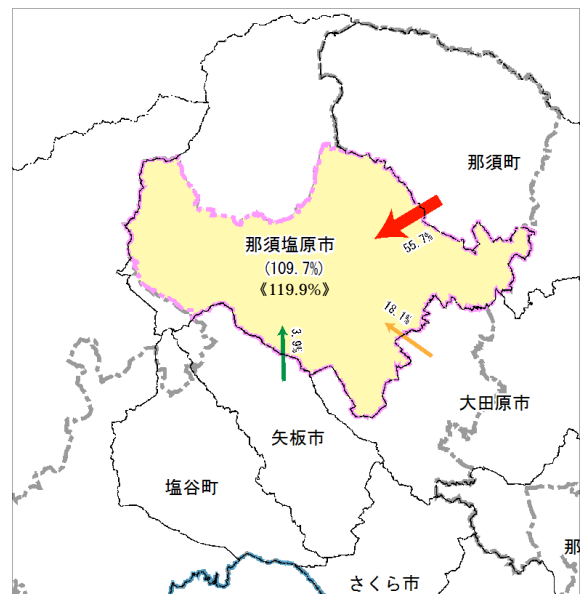 那須町
55.7%
那須塩原市
(109.7%)
《119.9%》
18.1%
3.9%
大田原市
矢板市
塩谷町
那
さくら市